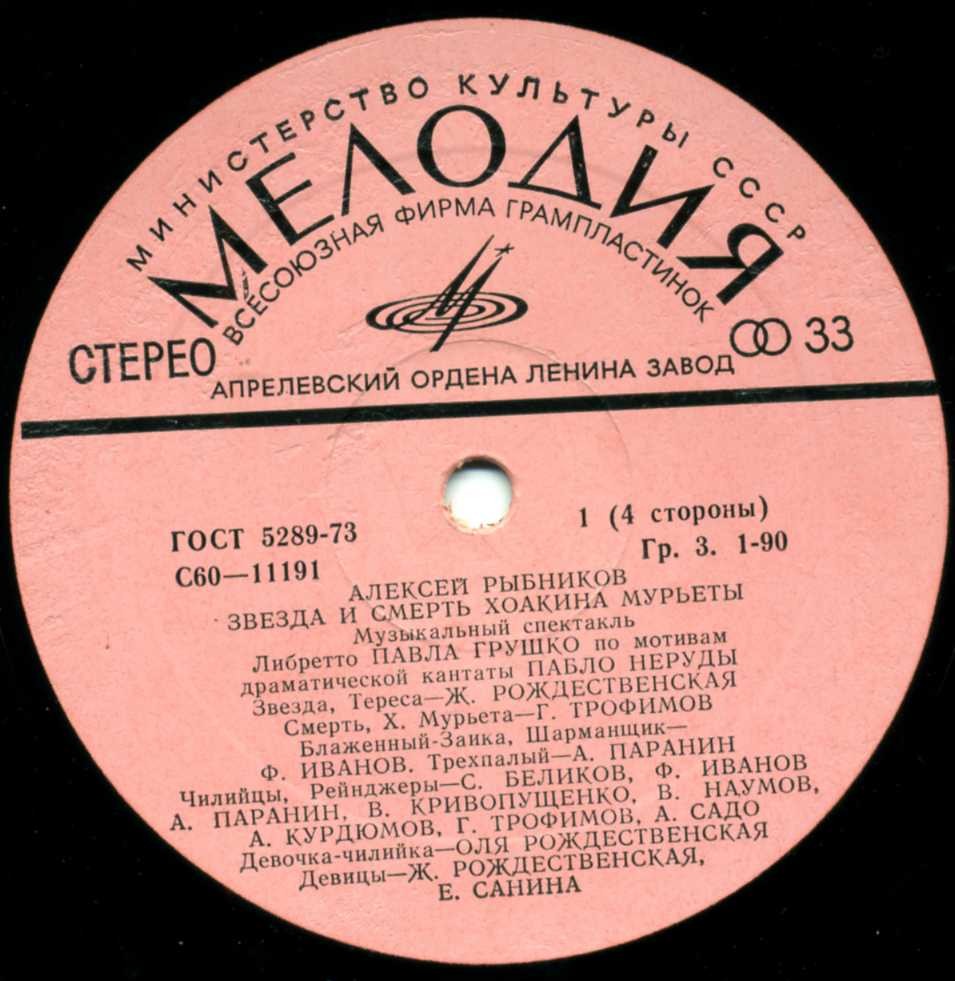 МИНИСТЕРСТВО КУЛЬТУРЫ СССР
МЕЛОДИЯ
ВСЕСОЮЗНАЯ ФИРМА ГРАМПЛАСТИНОК
СТЕРЕО
33
АПРЕЛЕВСКИЙ ОРДЕНА ЛЕНИНА ЗАВОД
ГОСТ 5289-73
1 (4 стороны)
С60—11191
Гр. 3. 1-90
АЛЕКСЕЙ РЫБНИКОВ
ЗВЕЗДА И СМЕРТЬ ХОАКИНА МУРЬЕТЫ
Музыкальный спектакль
Либретто ПАВЛА ГРУШКО по мотивам
драматической кантаты ПАБЛО НЕРУДЫ
Звезда, Тереса—Ж. РОЖДЕСТВЕНСКАЯ
Смерть, Х. Мурьета—Г. ТРОФИМОВ
Блаженный-Заика, Шарманщик—
Ф. ИВАНОВ. Трехпалый—А. ПАРАНИН
Чилийцы, Рейнджеры—С. БЕЛИКОВ, Ф. ИВАНОВ
А. ПАРАНИН, В. КРИВОПУЩЕНКО, В. НАУМОВ,
А. КУРДЮМОВ, Г. ТРОФИМОВ, А. САДО
Девочка-чилийка—ОЛЯ РОЖДЕСТВЕНСКАЯ
Девицы—Ж. РОЖДЕСТВЕНСКАЯ,
Е. САНИНА